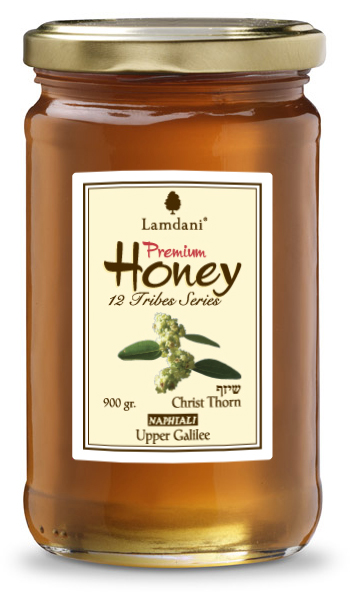 Lamdani®
Premium
Honey
12 Tribes Series
שיזף
900 gr. Christ Thorn
NAPHTALI
Upper Galilee